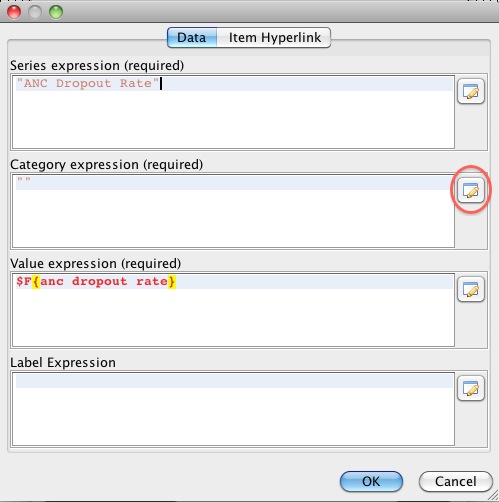 Data Item Hyperlink
Series expression (required)
"ANC Dropout Rate"
Category expression (required)
""
Value expression (required)
$F{anc dropout rate}
Label Expression
OK Cancel